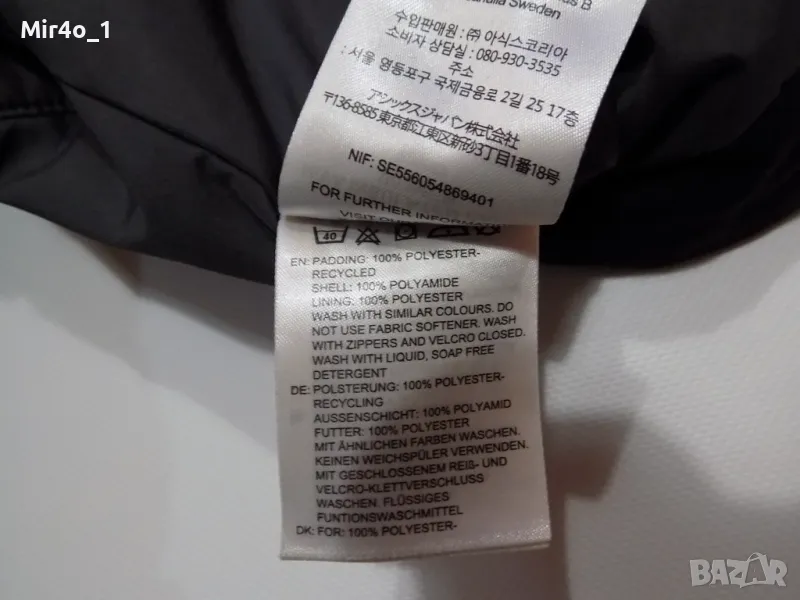 Mir4o_1
B
Sweden
수입판매원 : ㈜ 아식스코리아
소비자 상담실 : 080-930-3535
주소
: 서울 영등포구 국제금융로 2길 25 17층
アシックスジャパン株式会社
〒136-8585東京都江東区新砂3丁目1番18号
NIF: SE556054869401
FOR FURTHER INFORM
40
EN: PADDING: 100% POLYESTER-
RECYCLED
SHELL: 100% POLYAMIDE
LINING: 100% POLYESTER
WASH WITH SIMILAR COLOURS. DO
NOT USE FABRIC SOFTENER. WASH
WITH ZIPPERS AND VELCRO CLOSED.
WASH WITH LIQUID, SOAP FREE
DETERGENT
DE: POLSTERUNG: 100% POLYESTER-
RECYCLING
AUSSENSCHICHT: 100% POLYAMID
FUTTER: 100% POLYESTER
MIT ÄHNLICHEN FARBEN WASCHEN.
KEINEN WEICHSPÜLER VERWENDEN.
MIT GESCHLOSSENEM REIß- UND
VELCRO-KLETTVERSCHLUSS
WASCHEN. FLÜSSIGES
FUNTIONSWASCHMITTEL
DK: FOR: 100% POLYESTER-
BAZAR